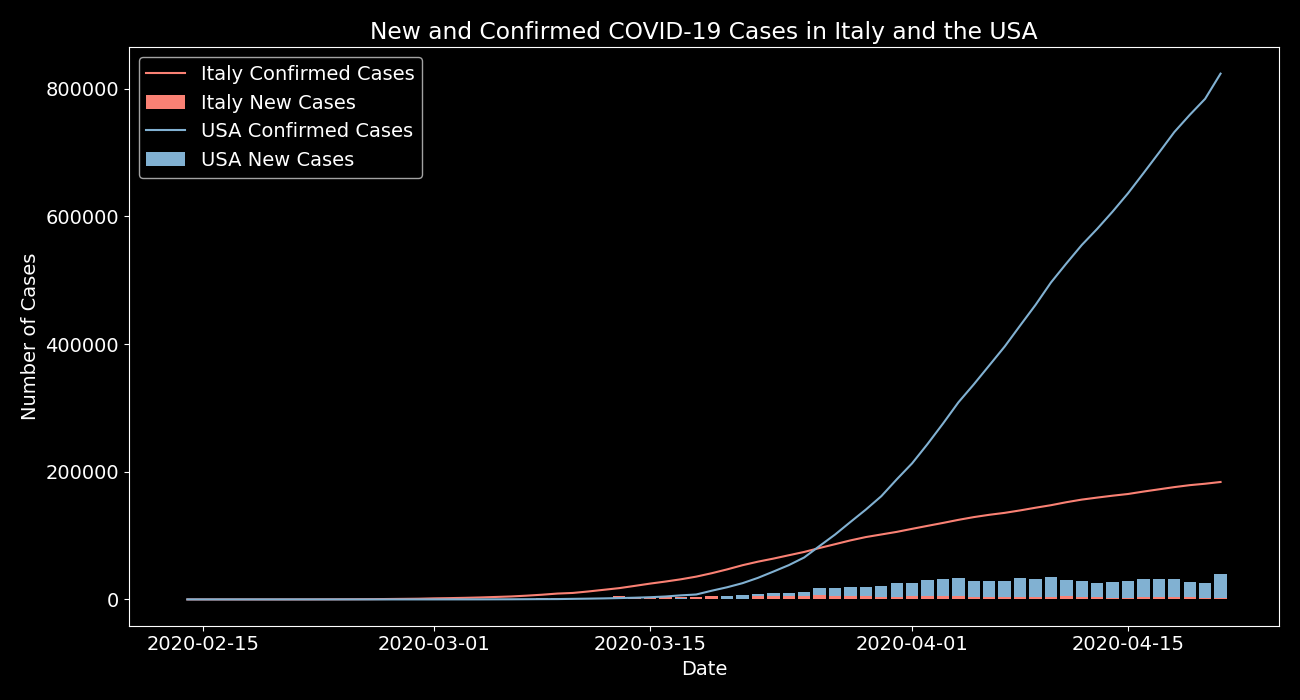 New and Confirmed COVID-19 Cases in Italy and the USA
Italy Confirmed Cases
Italy New Cases
USA Confirmed Cases
USA New Cases
800000
600000
400000
200000
0
Number of Cases
2020-02-15
2020-03-01
2020-03-15
2020-04-01
2020-04-15
Date